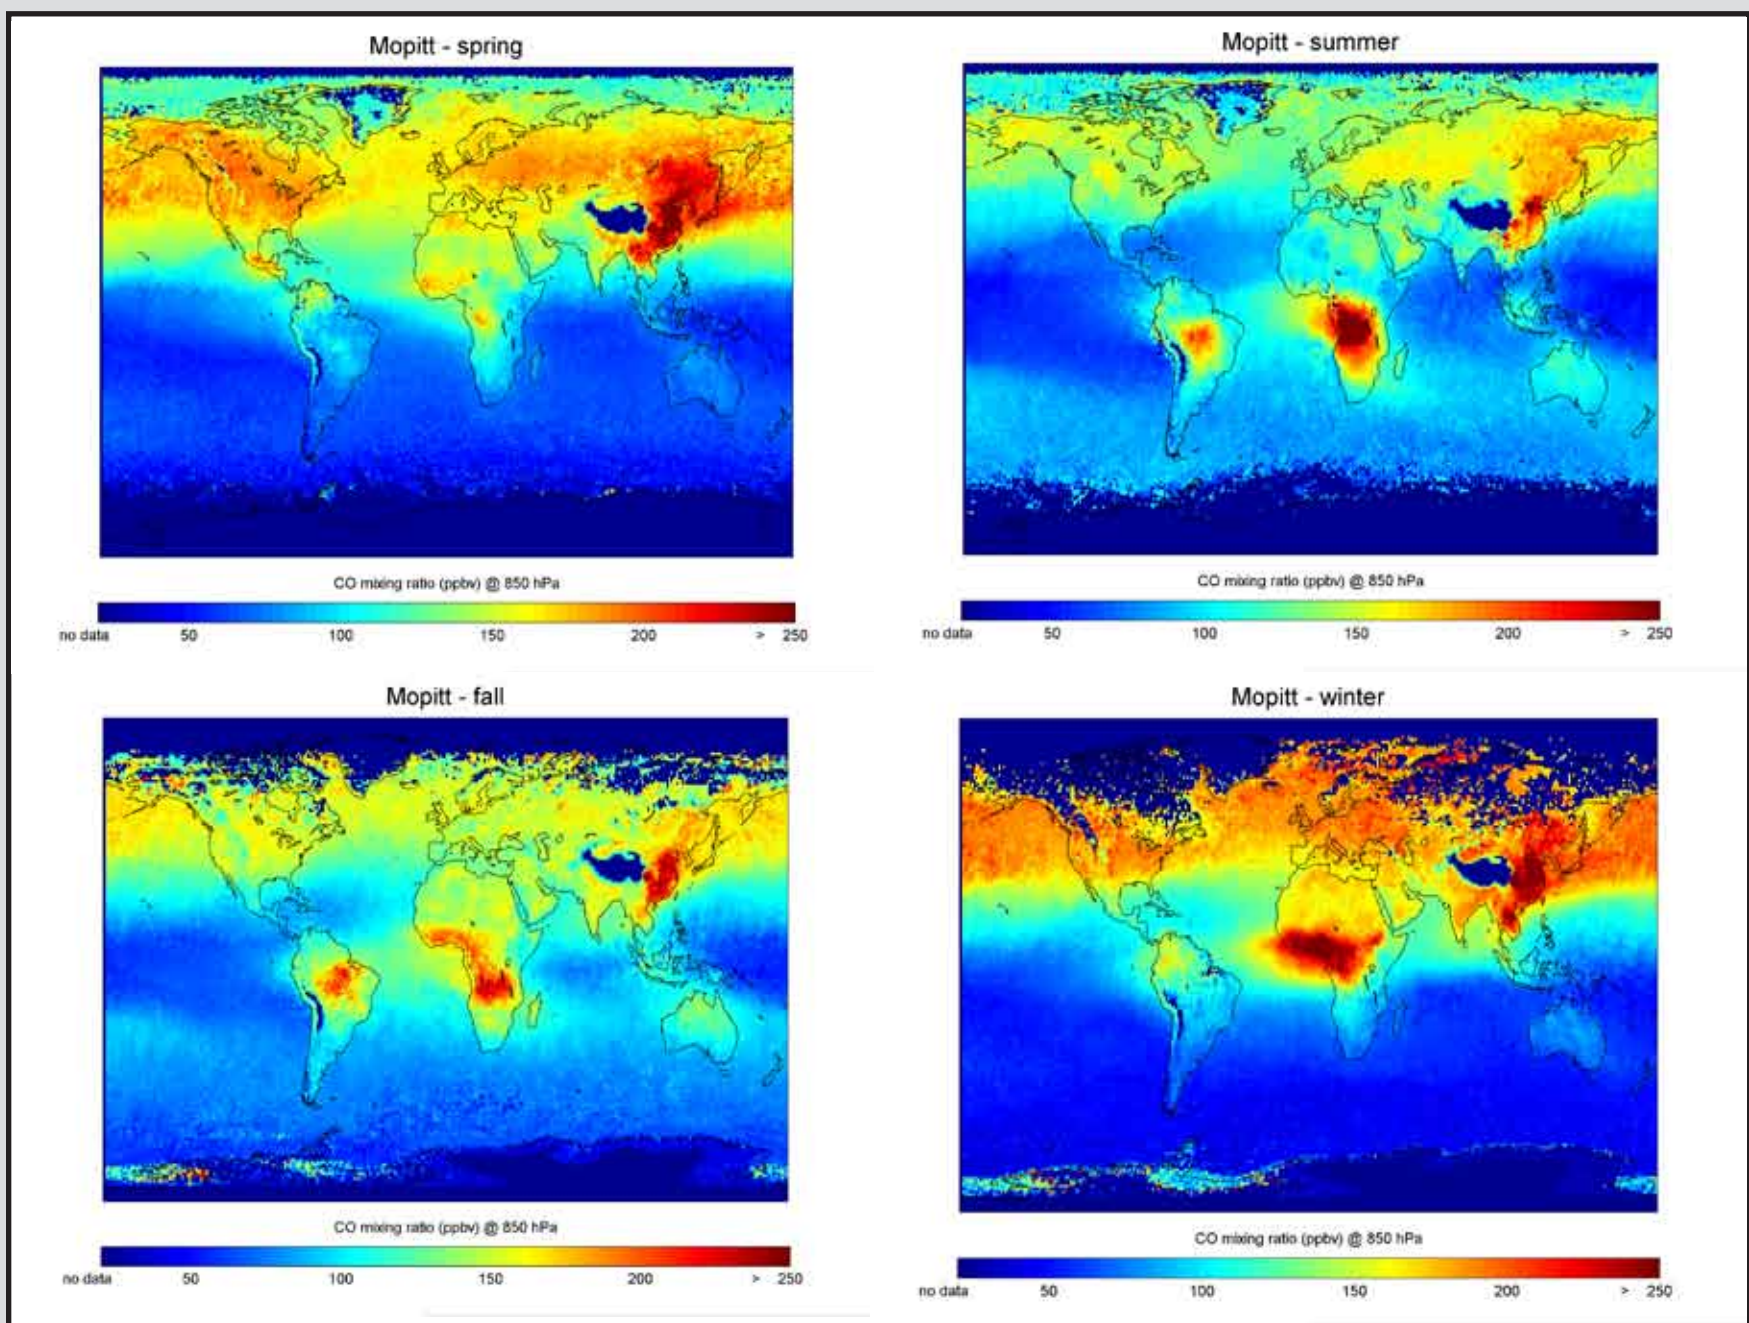 Mopitt - spring
CO mixing ratio (ppbv) @ 850 hPa
no data 50 100 150 200 > 250
Mopitt - summer
CO mixing ratio (ppbv) @ 850 hPa
no data 50 100 150 200 > 250
Mopitt - fall
CO mixing ratio (ppbv) @ 850 hPa
no data 50 100 150 200 > 250
Mopitt - winter
CO mixing ratio (ppbv) @ 850 hPa
no data 50 100 150 200 > 250